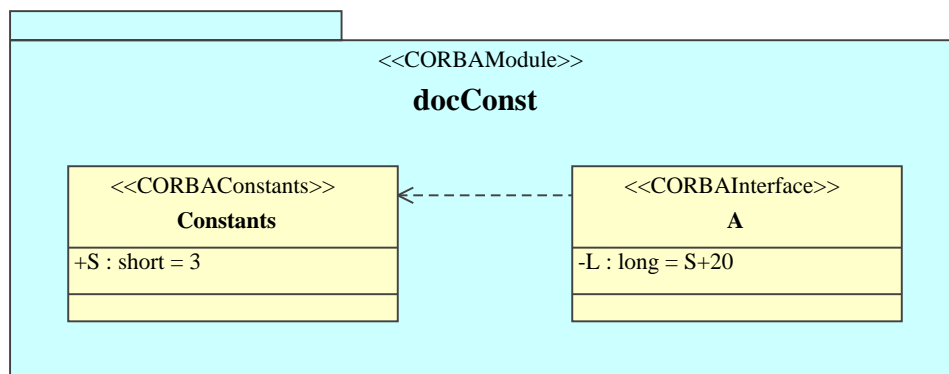 <<CORBAModule>>
docConst
<<CORBAConstants>>
Constants
+S : short = 3
<<CORBAInterface>>
A
-L : long = S+20